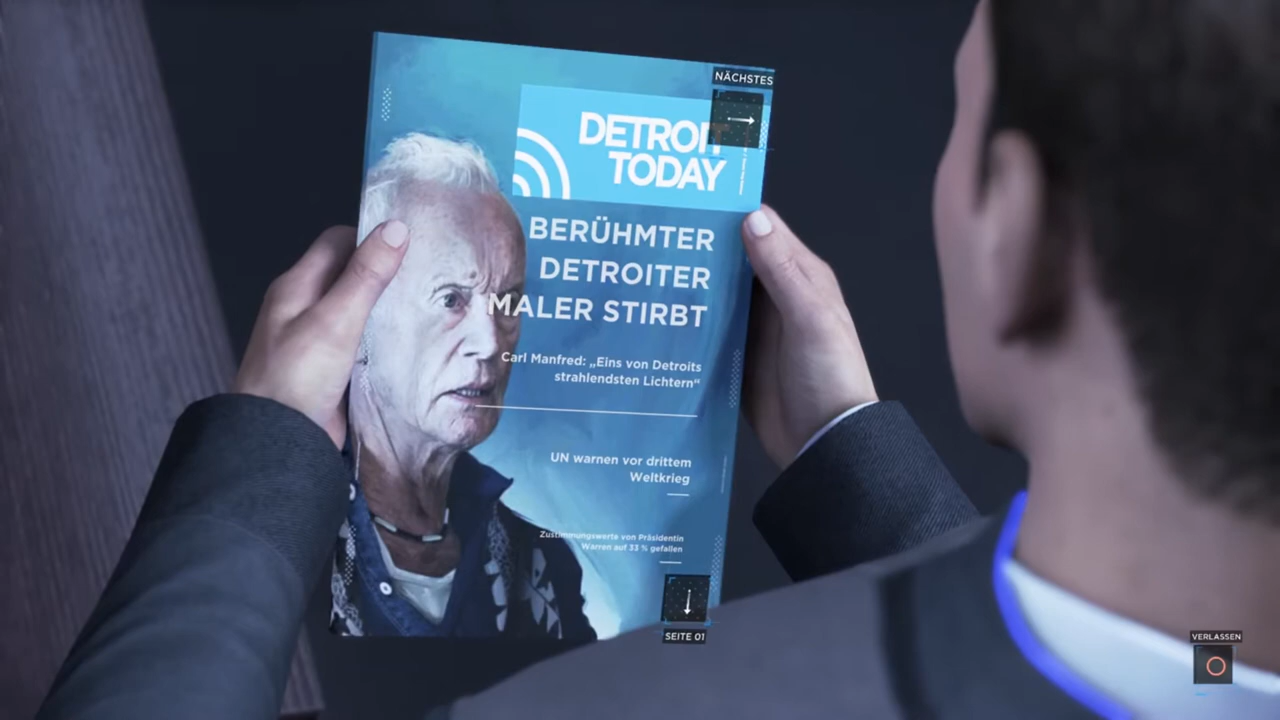 NÄCHSTES
DETROIT
TODAY
BERÜHMTER
DETROITER
MALER STIRBT
Carl Manfred: „Eins von Detroits
strahlendsten Lichtern“
UN warnen vor drittem
Weltkrieg
Zustimmungswerte von Präsidentin
Warren auf 33 % gefallen
SEITE 01
VERLASSEN